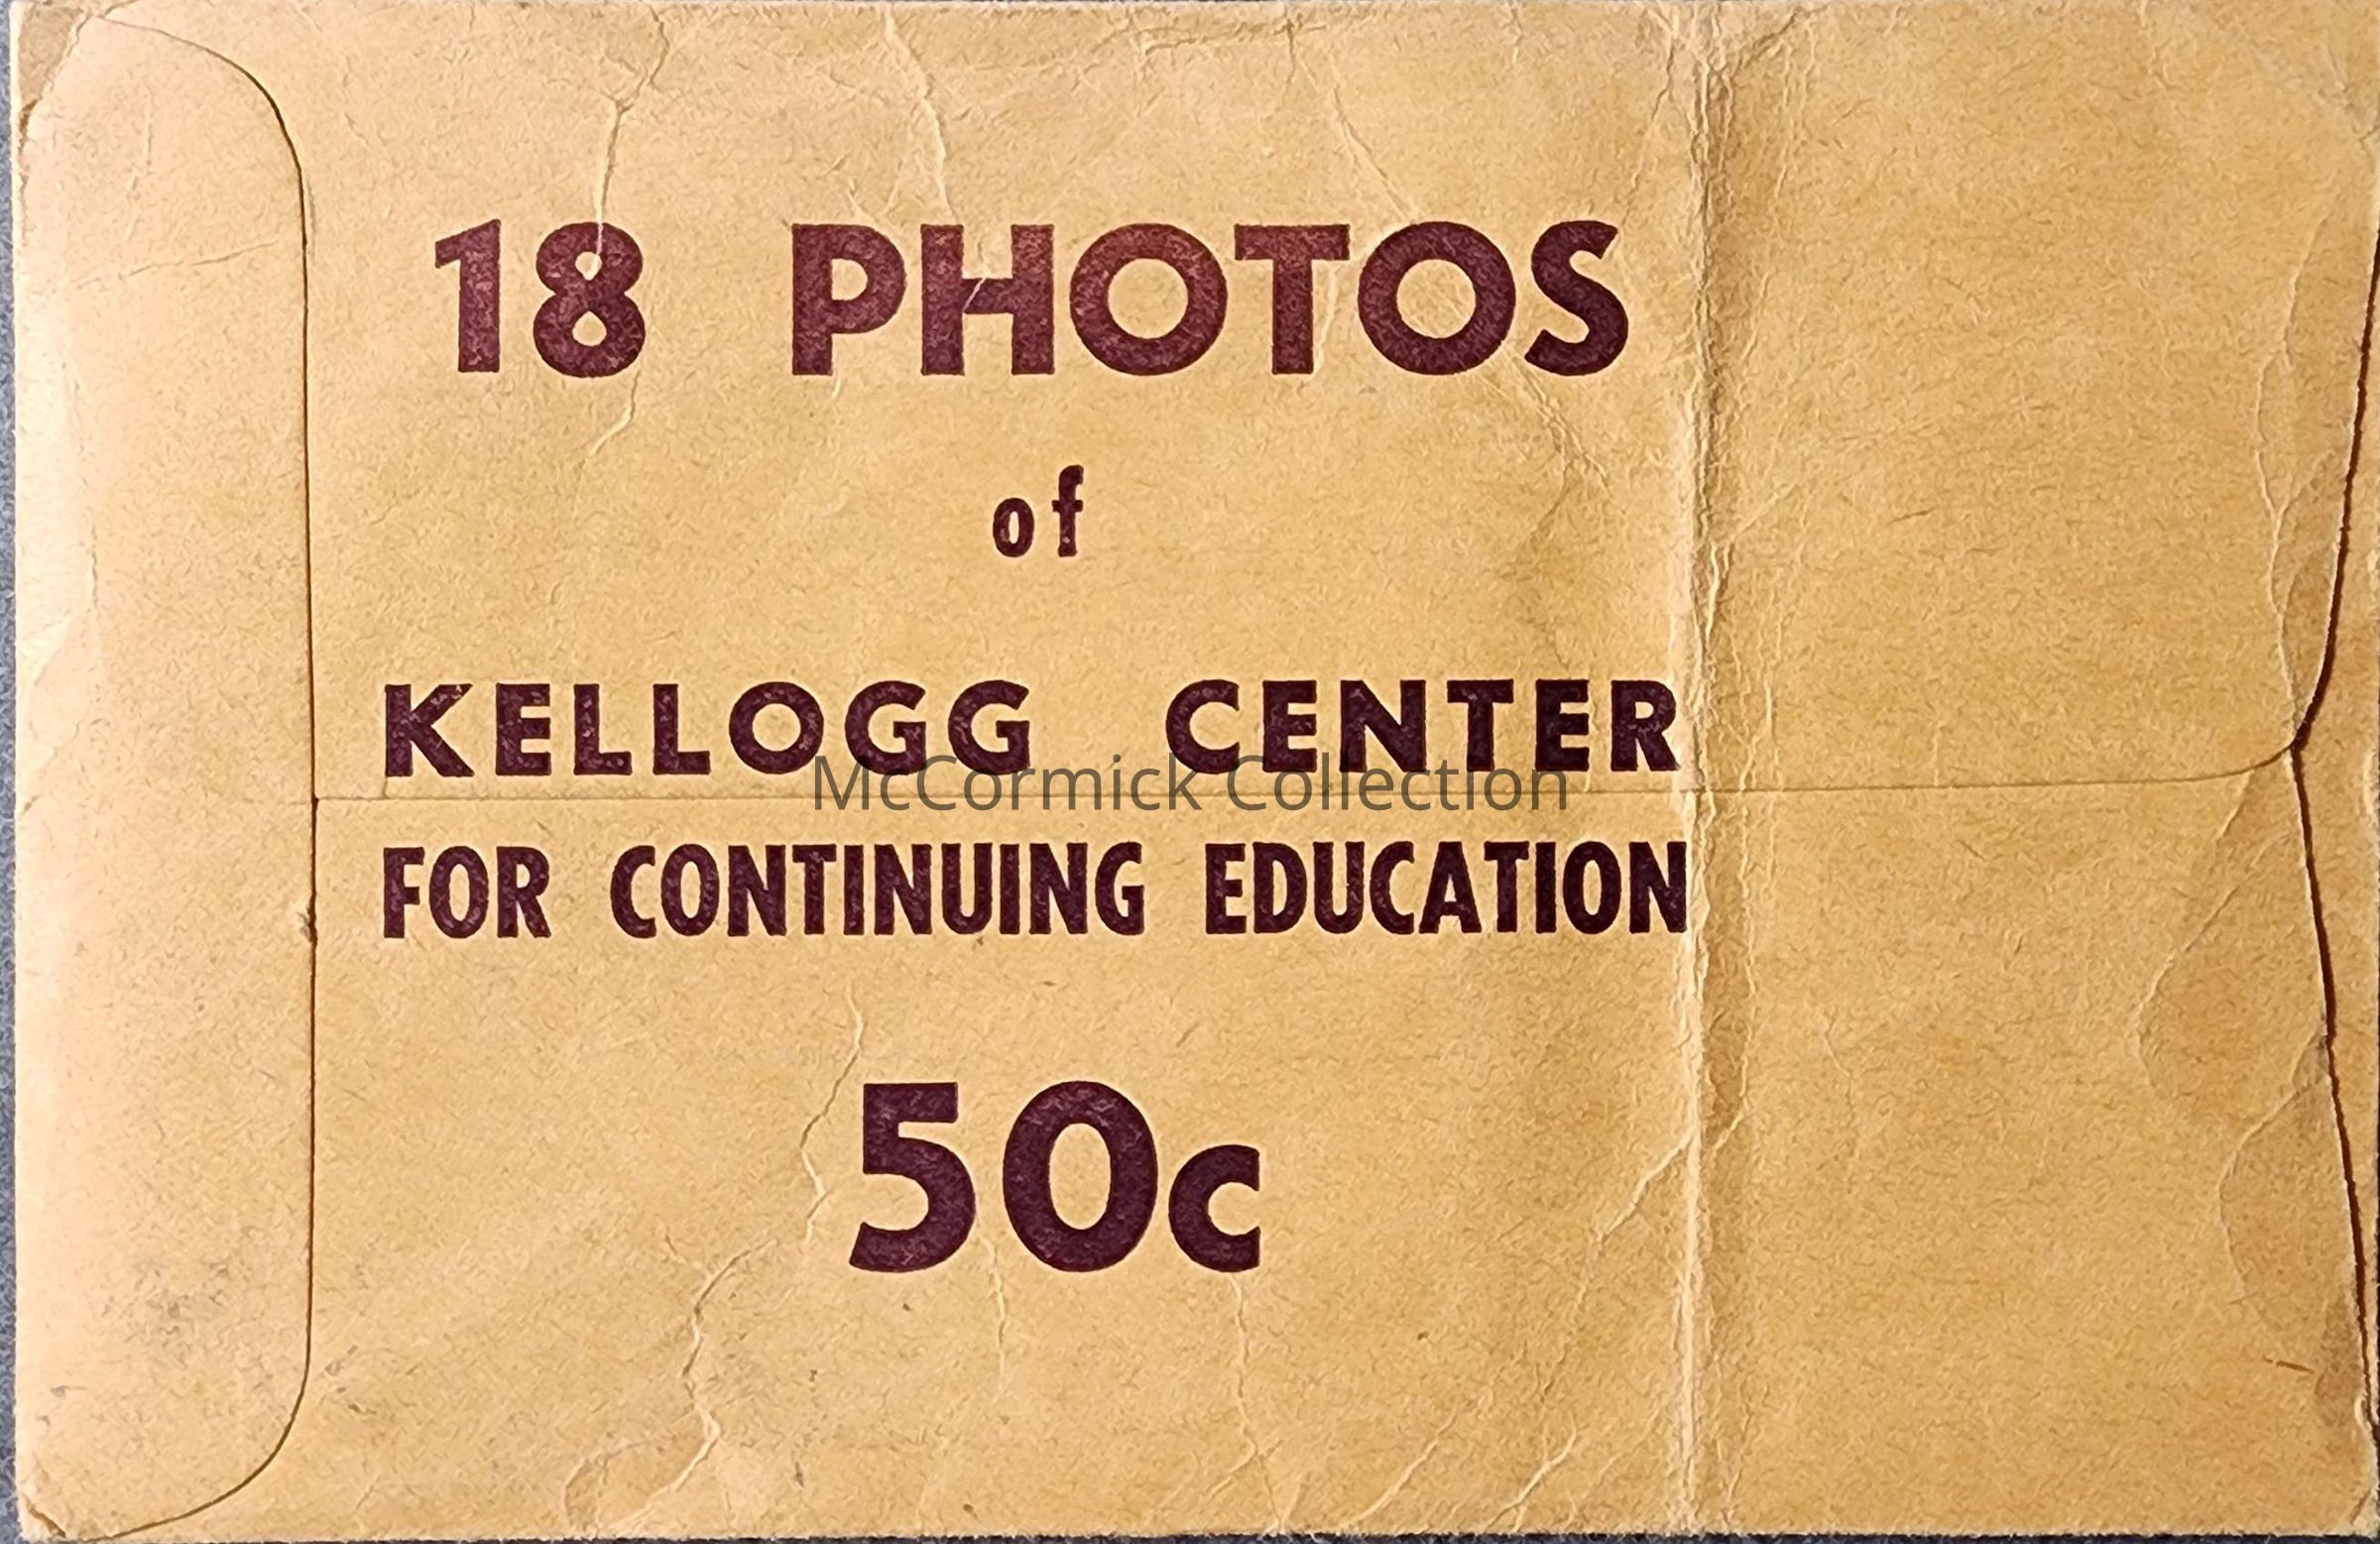 18 PHOTOS
of
KELLOGG CENTER
McCormick Collection
FOR CONTINUING EDUCATION
50c